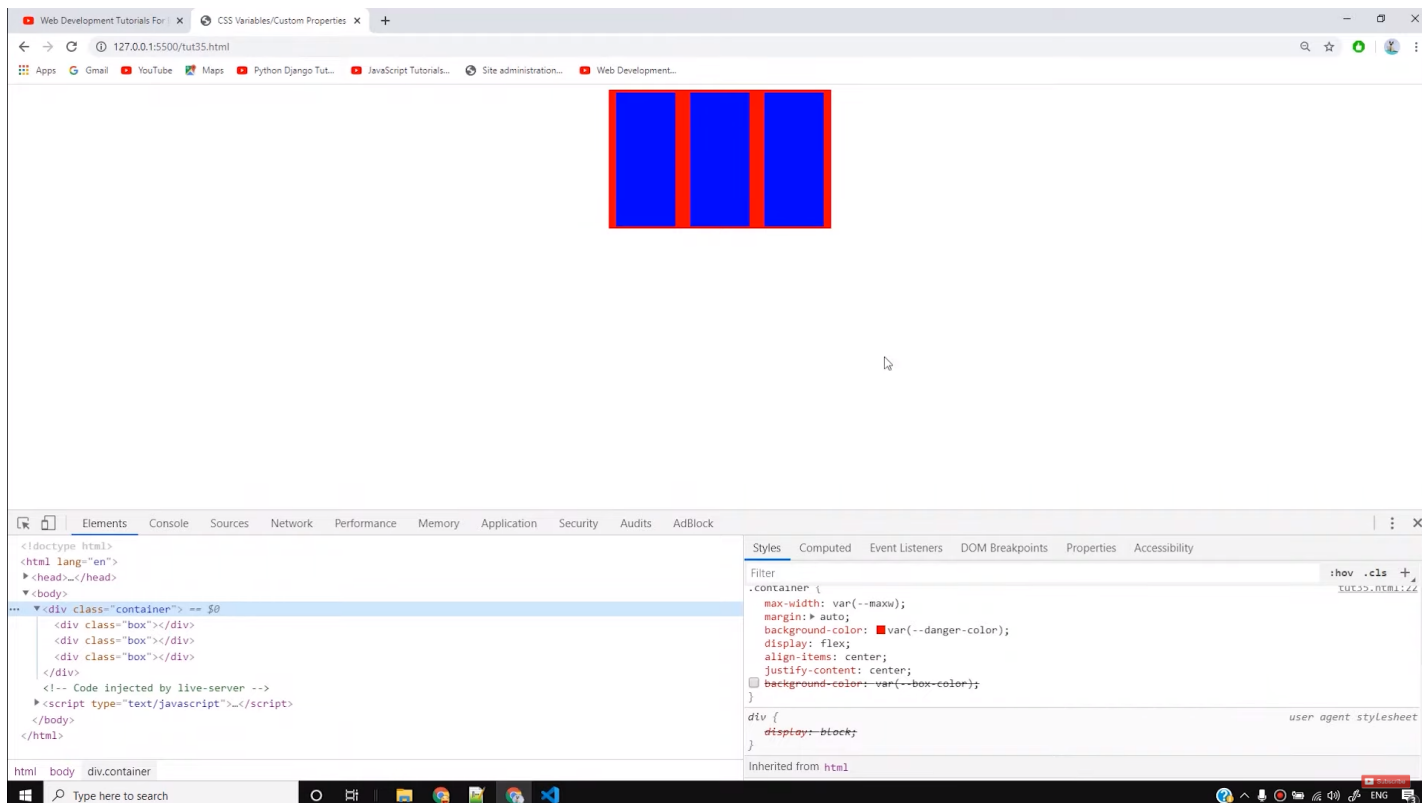 Web Development Tutorials For
CSS Variables/Custom Properties
127.0.0.1:5500/tut35.html
Apps Gmail YouTube Maps Python Django Tut... JavaScript Tutorials... Site administration... Web Development...
Elements Console Sources Network Performance Memory Application Security Audits AdBlock
<!doctype html>
<html lang="en">
<head>…</head>
<body>
<div class="container"> == $0
<div class="box"></div>
<div class="box"></div>
<div class="box"></div>
</div>
<!-- Code injected by live-server -->
<script type="text/javascript">…</script>
</body>
</html>
html body div.container
Styles Computed Event Listeners DOM Breakpoints Properties Accessibility
Filter :hov .cls +
.container { tut35.html:22
max-width: var(--maxw);
margin: auto;
background-color: var(--danger-color);
display: flex;
align-items: center;
justify-content: center;
background-color: var(--box-color);
}
div { user agent stylesheet
display: block;
}
Inherited from html
Subscribe
Type here to search
ENG